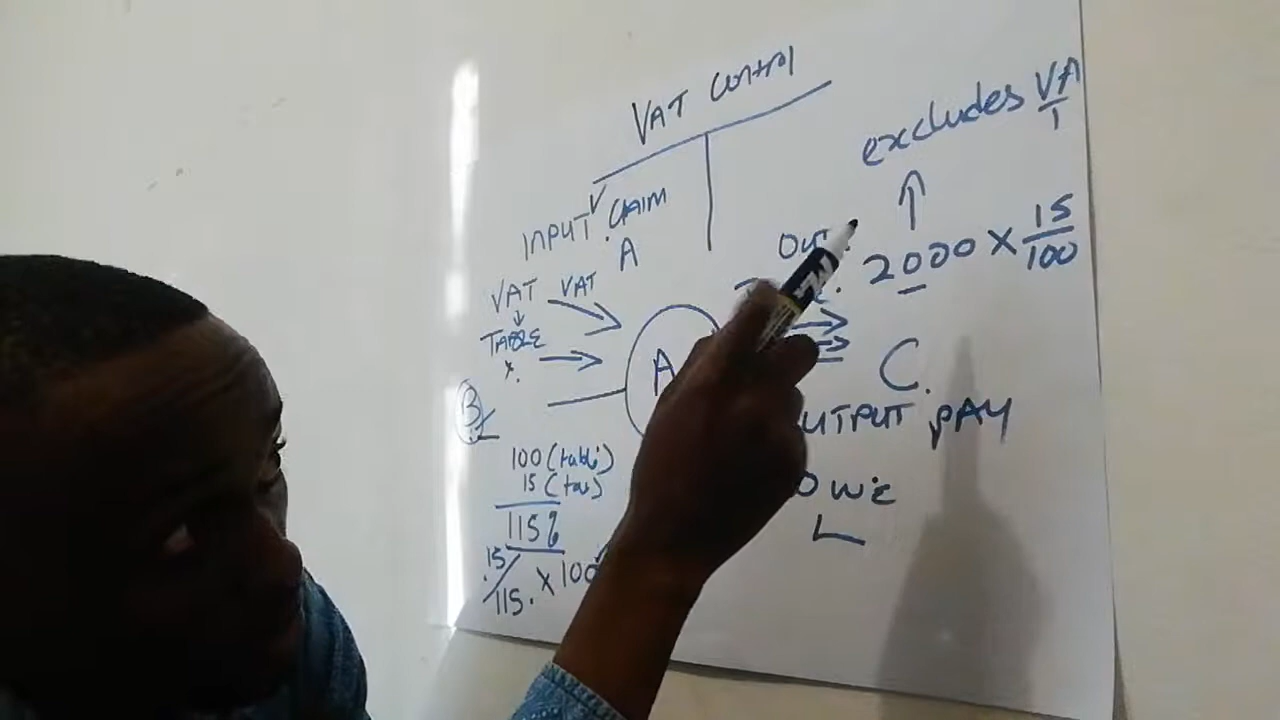 VAT control
excludes VA
T
INPUT CLAIM
A
Out
2000 x 15/100
VAT VAT
TABLE
A
C.
B
OUTPUT PAY
owe
100 (table)
15 (tax)
115%
15/115 x 100